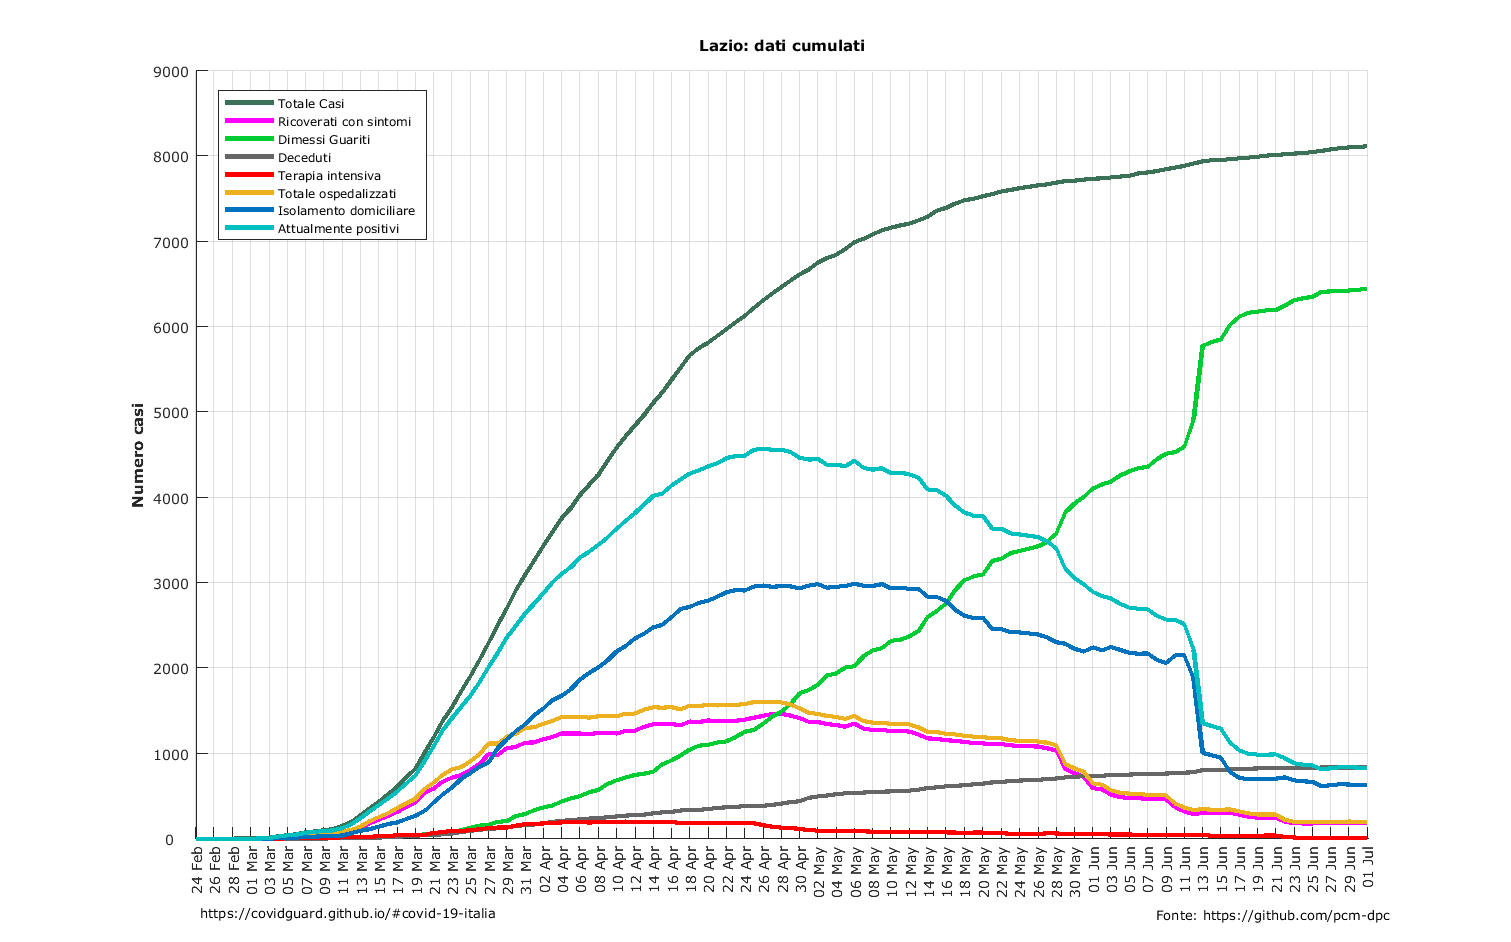 Lazio: dati cumulati
Numero casi
9000
8000
7000
6000
5000
4000
3000
2000
1000
0
Totale Casi
Ricoverati con sintomi
Dimessi Guariti
Deceduti
Terapia intensiva
Totale ospedalizzati
Isolamento domiciliare
Attualmente positivi
24 Feb
26 Feb
28 Feb
01 Mar
03 Mar
05 Mar
07 Mar
09 Mar
11 Mar
13 Mar
15 Mar
17 Mar
19 Mar
21 Mar
23 Mar
25 Mar
27 Mar
29 Mar
31 Mar
02 Apr
04 Apr
06 Apr
08 Apr
10 Apr
12 Apr
14 Apr
16 Apr
18 Apr
20 Apr
22 Apr
24 Apr
26 Apr
28 Apr
30 Apr
02 May
04 May
06 May
08 May
10 May
12 May
14 May
16 May
18 May
20 May
22 May
24 May
26 May
28 May
30 May
01 Jun
03 Jun
05 Jun
07 Jun
09 Jun
11 Jun
13 Jun
15 Jun
17 Jun
19 Jun
21 Jun
23 Jun
25 Jun
27 Jun
29 Jun
01 Jul
https://covidguard.github.io/#covid-19-italia
Fonte: https://github.com/pcm-dpc